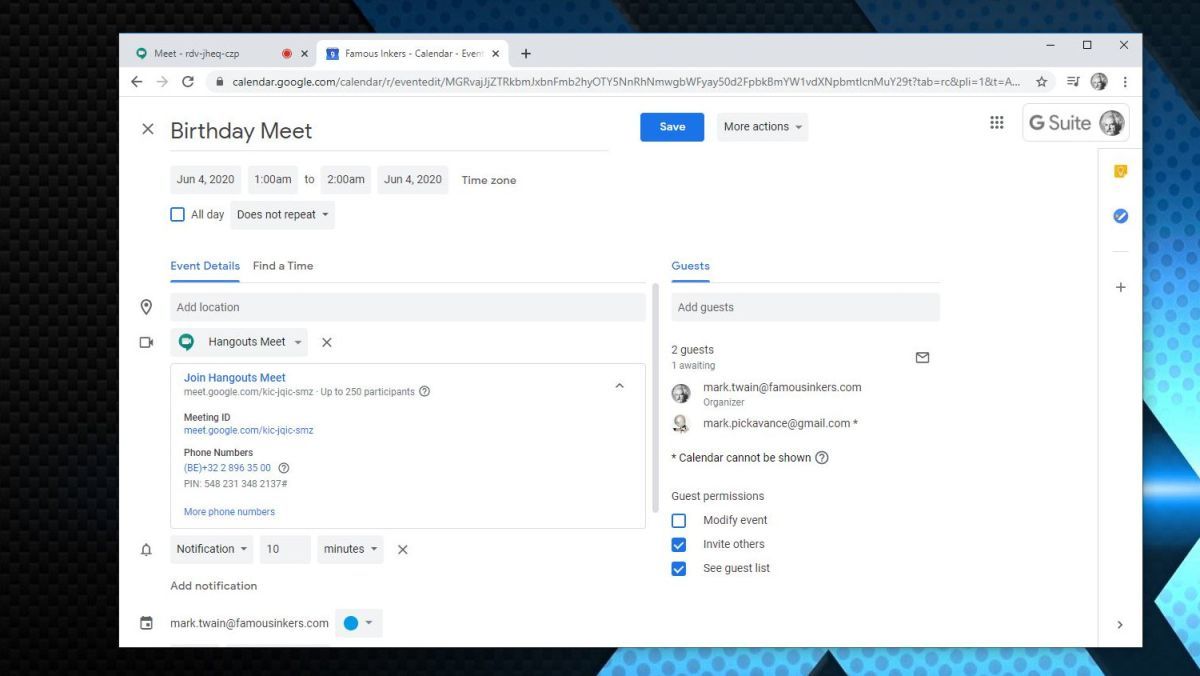 Meet - rdv-jheq-czp
Famous Inkers - Calendar - Event
calendar.google.com/calendar/r/eventedit/MGRvajJjZTRkbmJxbnFmb2hyOTY5NnRhNmwgbWFyay50d2FpbkBmYW1vdXNpbmtlcnMuY29t?tab=rc&pli=1&t=A...
Birthday Meet
Save
More actions
G Suite
Jun 4, 2020 1:00am to 2:00am Jun 4, 2020 Time zone
All day Does not repeat
Event Details Find a Time
Guests
Add location
Add guests
Hangouts Meet
Join Hangouts Meet
meet.google.com/kic-jqic-smz · Up to 250 participants
Meeting ID
meet.google.com/kic-jqic-smz
Phone Numbers
(BE)+32 2 896 35 00
PIN: 548 231 348 2137#
More phone numbers
2 guests
1 awaiting
mark.twain@famousinkers.com
Organizer
mark.pickavance@gmail.com *
* Calendar cannot be shown
Guest permissions
Modify event
Invite others
See guest list
Notification 10 minutes
Add notification
mark.twain@famousinkers.com